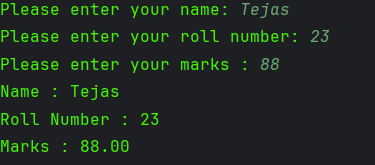 Please enter your name: Tejas
Please enter your roll number: 23
Please enter your marks : 88
Name : Tejas
Roll Number : 23
Marks : 88.00